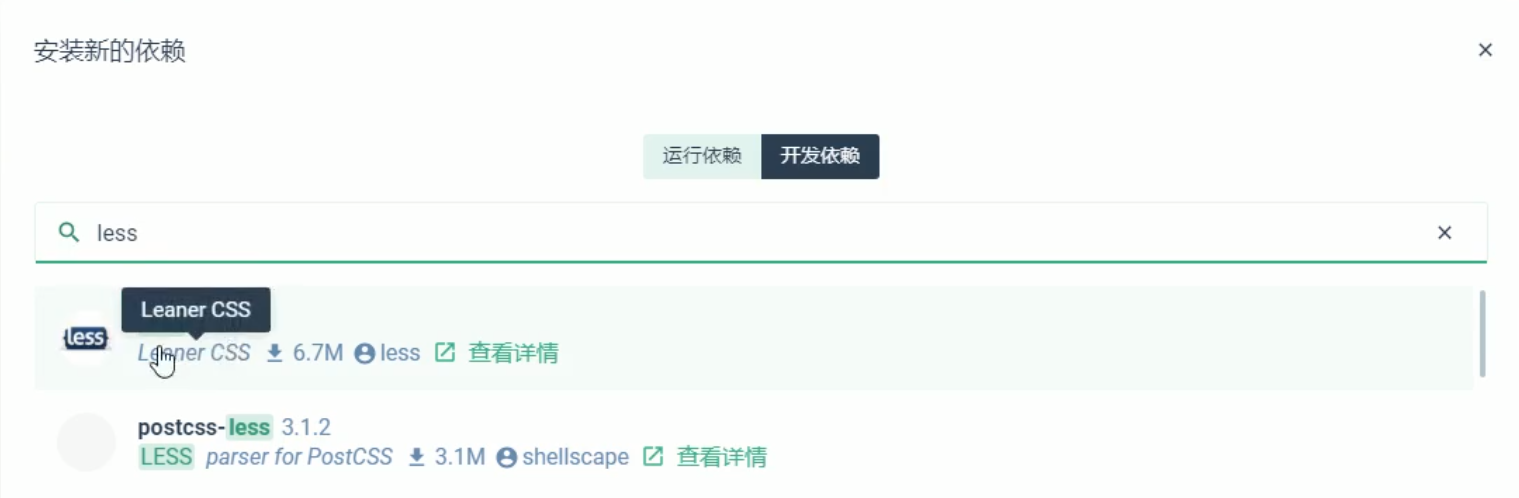 安装新的依赖
运行依赖 开发依赖
less
Leaner CSS
less
Leaner CSS 6.7M less 查看详情
postcss-less 3.1.2
LESS parser for PostCSS 3.1M shellscape 查看详情